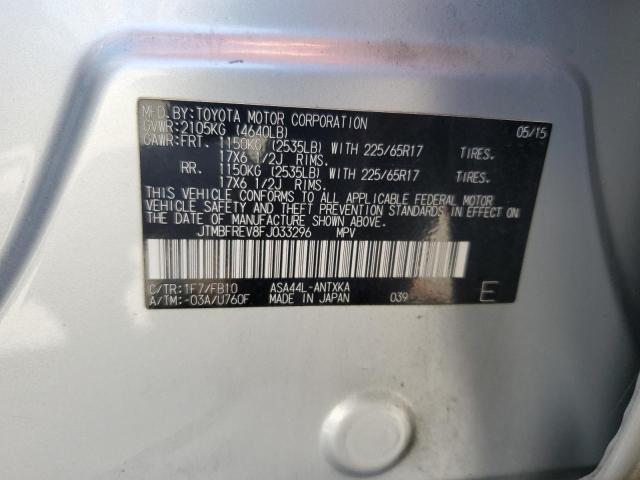 MFD.BY:TOYOTA MOTOR CORPORATION 05/15
GVWR:2105KG (4640LB)
GAWR:FRT. 1150KG (2535LB) WITH 225/65R17 TIRES.
17X6 1/2J RIMS.
RR. 1150KG (2535LB) WITH 225/65R17 TIRES.
17X6 1/2J RIMS.
THIS VEHICLE CONFORMS TO ALL APPLICABLE FEDERAL MOTOR
VEHICLE SAFETY AND THEFT PREVENTION STANDARDS IN EFFECT ON
THE DATE OF MANUFACTURE SHOWN ABOVE.
JTMBFREV8FJ033296 MPV
C/TR:1F7/FB10 ASA44L-ANTXKA
A/TM:-03A/U760F MADE IN JAPAN 039 E